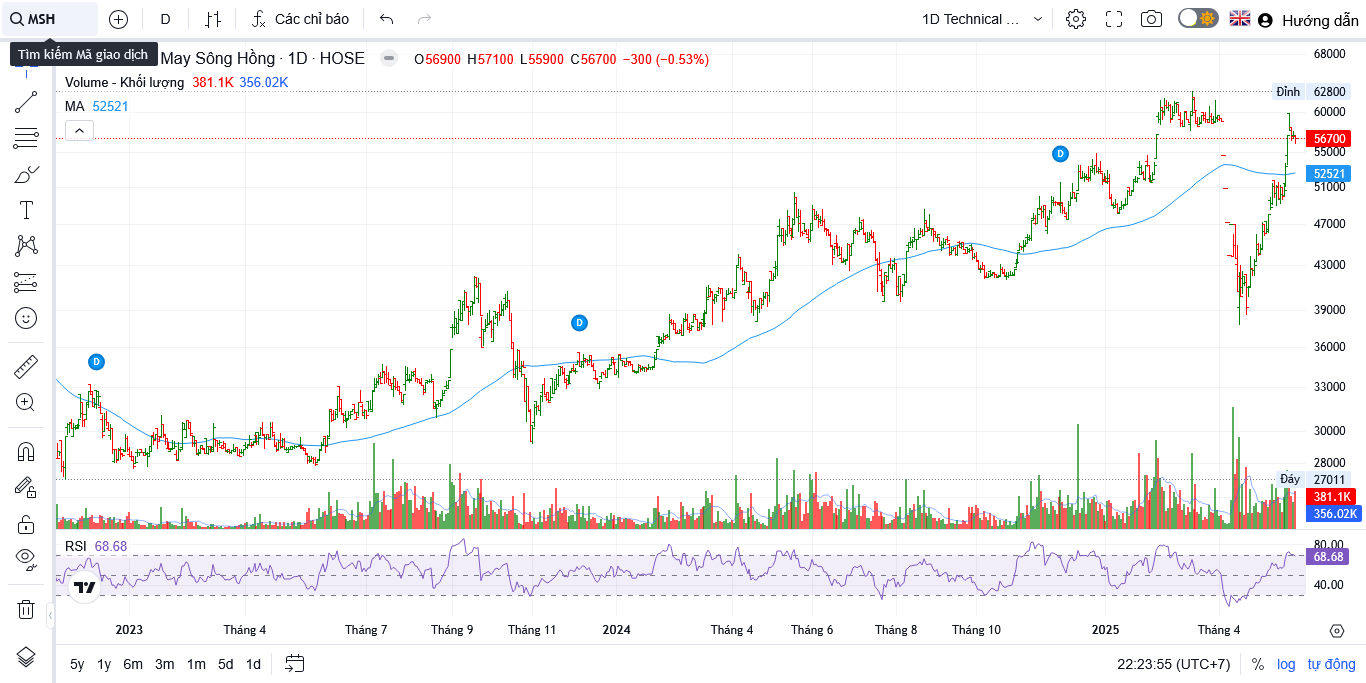 MSH D Các chỉ báo 1D Technical ... Hướng dẫn
Tìm kiếm Mã giao dịch May Sông Hồng · 1D · HOSE O56900 H57100 L55900 C56700 −300 (−0.53%)
Volume - Khối lượng 381.1K 356.02K
MA 52521
68000
Đỉnh 62800
60000
56700
55000
52521
51000
47000
43000
39000
36000
33000
30000
28000
Đáy 27011
381.1K
356.02K
D
D
D
RSI 68.68
80.00
68.68
40.00
2023 Tháng 4 Tháng 7 Tháng 9 Tháng 11 2024 Tháng 4 Tháng 6 Tháng 8 Tháng 10 2025 Tháng 4
5y 1y 6m 3m 1m 5d 1d 22:23:55 (UTC+7) % log tự động